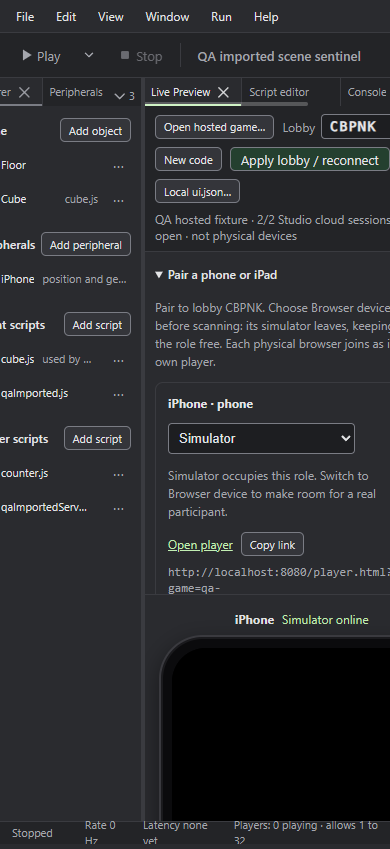 File Edit View Window Run Help
Play Stop QA imported scene sentinel
Peripherals 3 Live Preview Script editor Console
Add object
Floor ...
Cube cube.js ...
Add peripheral
iPhone position and ge...
Add script
cube.js used by ... ...
qaImported.js ...
Add script
counter.js ...
qaImportedServ... ...
Open hosted game... Lobby CBPNK
New code Apply lobby / reconnect
Local ui.json...
QA hosted fixture · 2/2 Studio cloud sessions
open · not physical devices
Pair a phone or iPad
Pair to lobby CBPNK. Choose Browser device
before scanning: its simulator leaves, keeping
the role free. Each physical browser joins as
own player.
iPhone · phone
Simulator
Simulator occupies this role. Switch to
Browser device to make room for a real
participant.
Open player Copy link
http://localhost:8080/player.html?
game=qa-
iPhone Simulator online
Stopped Rate 0 Hz Latency none yet Players: 0 playing · allows 1 to 32